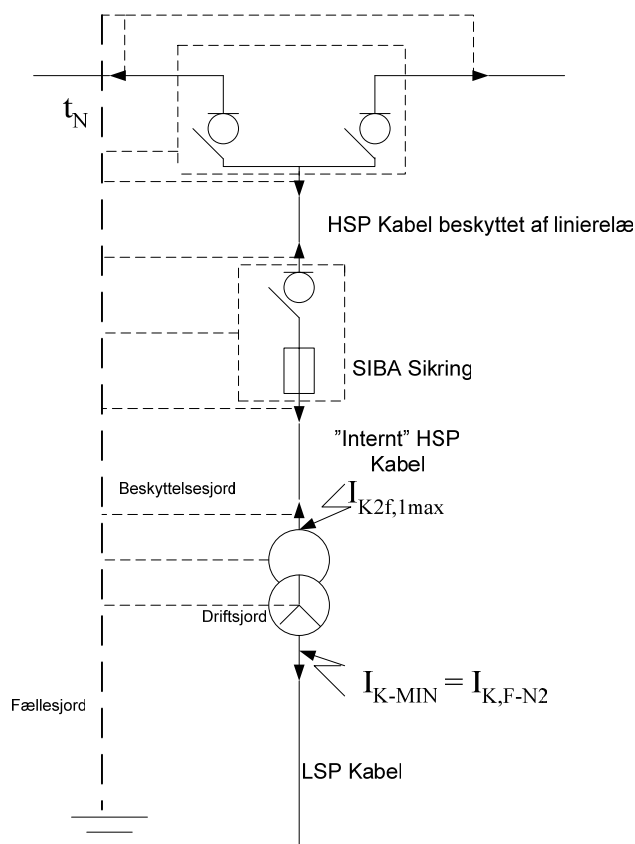 t_N
HSP Kabel beskyttet af linierelæ
SIBA Sikring
"Internt" HSP
Kabel
Beskyttelsesjord
I_K2f,1max
Driftsjord
I_K-MIN = I_K,F-N2
Fællesjord
LSP Kabel